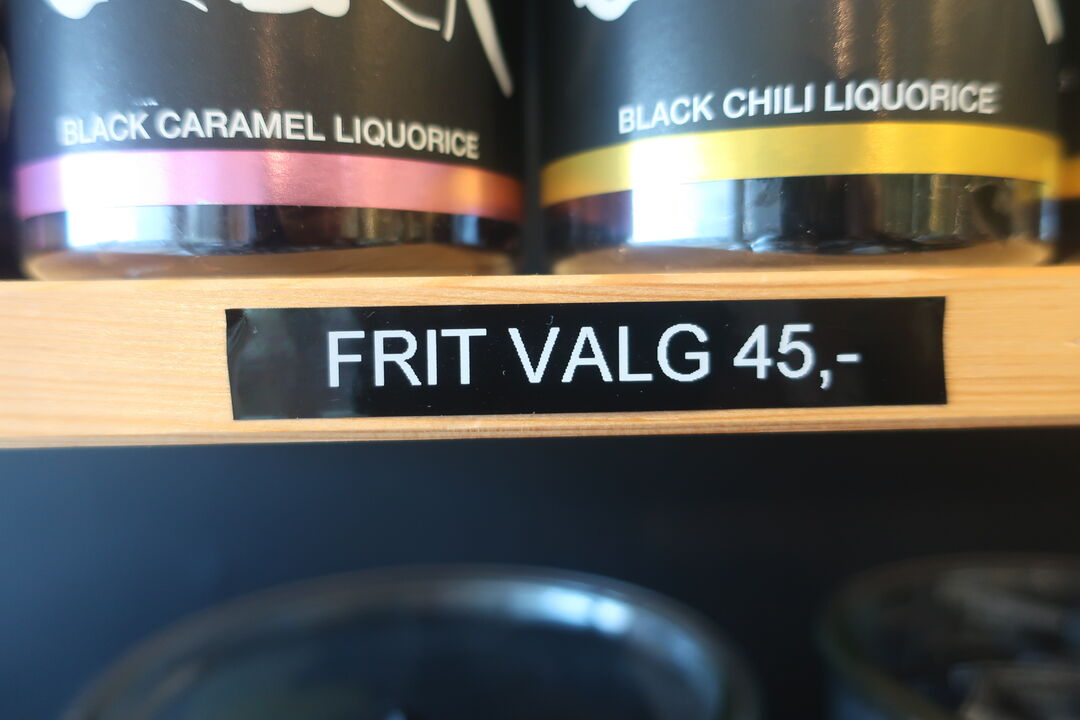 BLACK CARAMEL LIQUORICE
BLACK CHILI LIQUORICE
FRIT VALG 45,-